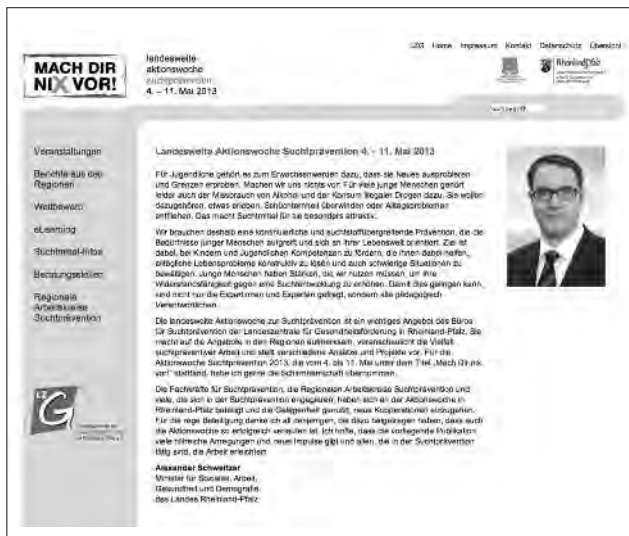 LZG Home Impressum Kontakt Datenschutz Übersicht
MACH DIR
NIX VOR!
landesweite
aktionswoche
suchtprävention
4. – 11. Mai 2013
RheinlandPfalz
Suchbegriff
Veranstaltungen
Berichte aus den
Regionen
Wettbewerb
eLearning
Suchtmittel-Infos
Beratungsstellen
Regionale
Arbeitskreise
Suchtprävention
LZG
Landesweite Aktionswoche Suchtprävention 4. - 11. Mai 2013
Für Jugendliche gehört es zum Erwachsenwerden dazu, dass sie Neues ausprobieren
und Grenzen erproben. Machen wir uns nichts vor: Für viele junge Menschen gehört
leider auch der Missbrauch von Alkohol und der Konsum illegaler Drogen dazu. Sie wollen
dazugehören, etwas erleben, Schüchternheit überwinden oder Alltagsproblemen
entfliehen. Das macht Suchtmittel für sie besonders attraktiv.
Wir brauchen deshalb eine kontinuierliche und suchtstoffübergreifende Prävention, die die
Bedürfnisse junger Menschen aufgreift und sich an ihrer Lebenswelt orientiert. Ziel ist
dabei, bei Kindern und Jugendlichen Kompetenzen zu fördern, die ihnen dabei helfen,
alltägliche Lebensprobleme konstruktiv zu lösen und auch schwierige Situationen zu
bewältigen. Junge Menschen haben Stärken, die wir nutzen müssen, um ihre
Widerstandsfähigkeit gegen eine Suchtentwicklung zu erhöhen. Damit dies gelingen kann,
sind nicht nur die Expertinnen und Experten gefragt, sondern alle pädagogisch
Verantwortlichen.
Die landesweite Aktionswoche zur Suchtprävention ist ein wichtiges Angebot des Büros
für Suchtprävention der Landeszentrale für Gesundheitsförderung in Rheinland-Pfalz. Sie
macht auf die Angebote in den Regionen aufmerksam, veranschaulicht die Vielfalt
suchtpräventiver Arbeit und stellt verschiedene Ansätze und Projekte vor. Für die
Aktionswoche Suchtprävention 2013, die vom 4. bis 11. Mai unter dem Titel „Mach Dir nix
vor!" stattfand, habe ich gerne die Schirmherrschaft übernommen.
Die Fachkräfte für Suchtprävention, die Regionalen Arbeitskreise Suchtprävention und
viele, die sich in der Suchtprävention engagieren, haben sich an der Aktionswoche in
Rheinland-Pfalz beteiligt und die Gelegenheit genutzt, neue Kooperationen einzugehen.
Für die rege Beteiligung danke ich all denjenigen, die dazu beigetragen haben, dass auch
die Aktionswoche so erfolgreich verlaufen ist. Ich hoffe, dass die vorliegende Publikation
viele hilfreiche Anregungen und neue Impulse gibt und allen, die in der Suchtprävention
tätig sind, die Arbeit erleichtert.
Alexander Schweitzer
Minister für Soziales, Arbeit,
Gesundheit und Demografie
des Landes Rheinland-Pfalz